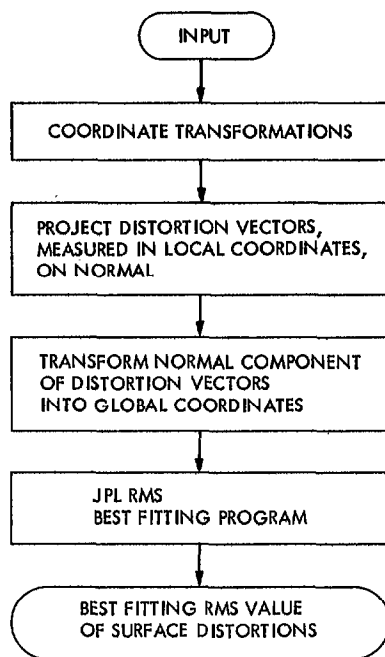 INPUT
COORDINATE TRANSFORMATIONS
PROJECT DISTORTION VECTORS,
MEASURED IN LOCAL COORDINATES,
ON NORMAL
TRANSFORM NORMAL COMPONENT
OF DISTORTION VECTORS
INTO GLOBAL COORDINATES
JPL RMS
BEST FITTING PROGRAM
BEST FITTING RMS VALUE
OF SURFACE DISTORTIONS